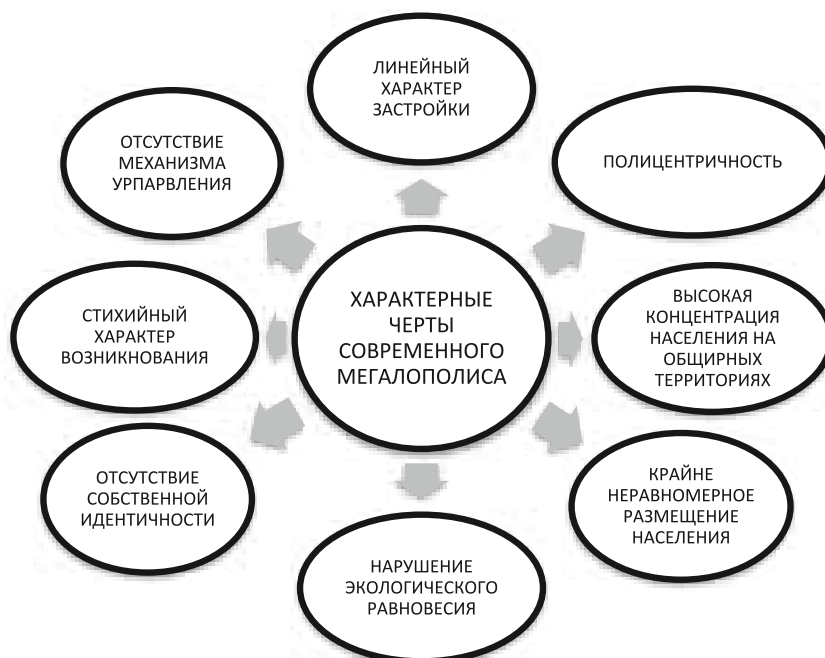 ЛИНЕЙНЫЙ
ХАРАКТЕР
ЗАСТРОЙКИ
ОТСУТСТВИЕ
МЕХАНИЗМА
УРПАРВЛЕНИЯ
ПОЛИЦЕНТРИЧНОСТЬ
СТИХИЙНЫЙ
ХАРАКТЕР
ВОЗНИКНОВАНИЯ
ХАРАКТЕРНЫЕ
ЧЕРТЫ
СОВРЕМЕННОГО
МЕГАЛОПОЛИСА
ВЫСОКАЯ
КОНЦЕНТРАЦИЯ
НАСЕЛЕНИЯ НА
ОБЩИРНЫХ
ТЕРРИТОРИЯХ
ОТСУТСТВИЕ
СОБСТВЕННОЙ
ИДЕНТИЧНОСТИ
КРАЙНЕ
НЕРАВНОМЕРНОЕ
РАЗМЕЩЕНИЕ
НАСЕЛЕНИЯ
НАРУШЕНИЕ
ЭКОЛОГИЧЕСКОГО
РАВНОВЕСИЯ